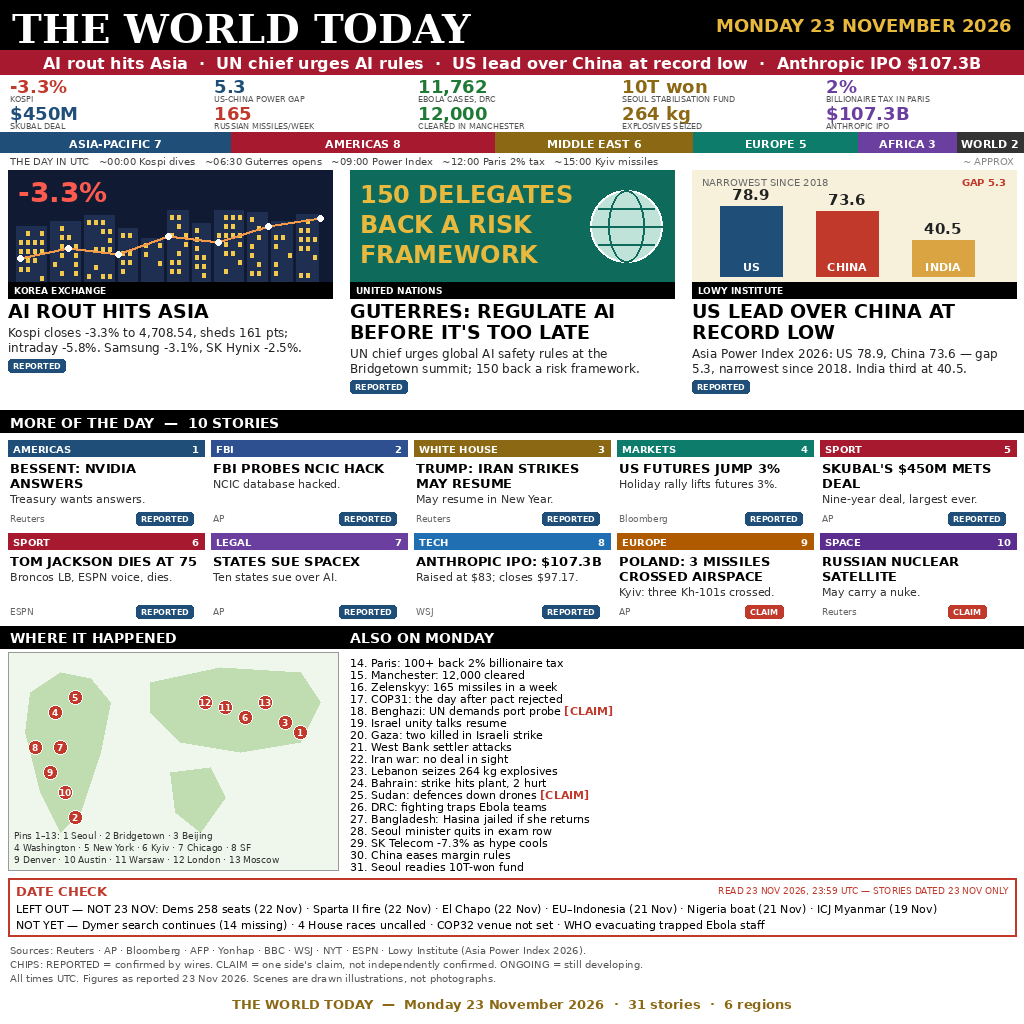 THE WORLD TODAY
MONDAY 23 NOVEMBER 2026
AI rout hits Asia · UN chief urges AI rules · US lead over China at record low · Anthropic IPO $107.3B
-3.3%
KOSPI
5.3
US-CHINA POWER GAP
11,762
EBOLA CASES, DRC
10T won
SEOUL STABILISATION FUND
2%
BILLIONAIRE TAX IN PARIS
$450M
SKUBAL DEAL
165
RUSSIAN MISSILES/WEEK
12,000
CLEARED IN MANCHESTER
264 kg
EXPLOSIVES SEIZED
$107.3B
ANTHROPIC IPO
ASIA-PACIFIC 7
AMERICAS 8
MIDDLE EAST 6
EUROPE 5
AFRICA 3
WORLD 2
THE DAY IN UTC ~00:00 Kospi dives ~06:30 Guterres opens ~09:00 Power Index ~12:00 Paris 2% tax ~15:00 Kyiv missiles
~ APPROX
-3.3%
KOREA EXCHANGE
AI ROUT HITS ASIA
Kospi closes -3.3% to 4,708.54, sheds 161 pts;
intraday -5.8%. Samsung -3.1%, SK Hynix -2.5%.
REPORTED
150 DELEGATES
BACK A RISK
FRAMEWORK
UNITED NATIONS
GUTERRES: REGULATE AI
BEFORE IT'S TOO LATE
UN chief urges global AI safety rules at the
Bridgetown summit; 150 back a risk framework.
REPORTED
NARROWEST SINCE 2018
GAP 5.3
78.9
73.6
40.5
US
CHINA
INDIA
LOWY INSTITUTE
US LEAD OVER CHINA AT
RECORD LOW
Asia Power Index 2026: US 78.9, China 73.6 — gap
5.3, narrowest since 2018. India third at 40.5.
REPORTED
MORE OF THE DAY — 10 STORIES
AMERICAS 1
BESSENT: NVIDIA
ANSWERS
Treasury wants answers.
Reuters
REPORTED
FBI 2
FBI PROBES NCIC HACK
NCIC database hacked.
AP
REPORTED
WHITE HOUSE 3
TRUMP: IRAN STRIKES
MAY RESUME
May resume in New Year.
Reuters
REPORTED
MARKETS 4
US FUTURES JUMP 3%
Holiday rally lifts futures 3%.
Bloomberg
REPORTED
SPORT 5
SKUBAL'S $450M METS
DEAL
Nine-year deal, largest ever.
AP
REPORTED
SPORT 6
TOM JACKSON DIES AT 75
Broncos LB, ESPN voice, dies.
ESPN
REPORTED
LEGAL 7
STATES SUE SPACEX
Ten states sue over AI.
AP
REPORTED
TECH 8
ANTHROPIC IPO: $107.3B
Raised at $83; closes $97.17.
WSJ
REPORTED
EUROPE 9
POLAND: 3 MISSILES
CROSSED AIRSPACE
Kyiv: three Kh-101s crossed.
AP
CLAIM
SPACE 10
RUSSIAN NUCLEAR
SATELLITE
May carry a nuke.
Reuters
CLAIM
WHERE IT HAPPENED
5
4
8
7
9
10
2
12
11
6
13
3
1
Pins 1–13: 1 Seoul · 2 Bridgetown · 3 Beijing
4 Washington · 5 New York · 6 Kyiv · 7 Chicago · 8 SF
9 Denver · 10 Austin · 11 Warsaw · 12 London · 13 Moscow
ALSO ON MONDAY
14. Paris: 100+ back 2% billionaire tax
15. Manchester: 12,000 cleared
16. Zelenskyy: 165 missiles in a week
17. COP31: the day after pact rejected
18. Benghazi: UN demands port probe [CLAIM]
19. Israel unity talks resume
20. Gaza: two killed in Israeli strike
21. West Bank settler attacks
22. Iran war: no deal in sight
23. Lebanon seizes 264 kg explosives
24. Bahrain: strike hits plant, 2 hurt
25. Sudan: defences down drones [CLAIM]
26. DRC: fighting traps Ebola teams
27. Bangladesh: Hasina jailed if she returns
28. Seoul minister quits in exam row
29. SK Telecom -7.3% as hype cools
30. China eases margin rules
31. Seoul readies 10T-won fund
DATE CHECK
READ 23 NOV 2026, 23:59 UTC — STORIES DATED 23 NOV ONLY
LEFT OUT — NOT 23 NOV: Dems 258 seats (22 Nov) · Sparta II fire (22 Nov) · El Chapo (22 Nov) · EU–Indonesia (21 Nov) · Nigeria boat (21 Nov) · ICJ Myanmar (19 Nov)
NOT YET — Dymer search continues (14 missing) · 4 House races uncalled · COP32 venue not set · WHO evacuating trapped Ebola staff
Sources: Reuters · AP · Bloomberg · AFP · Yonhap · BBC · WSJ · NYT · ESPN · Lowy Institute (Asia Power Index 2026).
CHIPS: REPORTED = confirmed by wires. CLAIM = one side's claim, not independently confirmed. ONGOING = still developing.
All times UTC. Figures as reported 23 Nov 2026. Scenes are drawn illustrations, not photographs.
THE WORLD TODAY — Monday 23 November 2026 · 31 stories · 6 regions